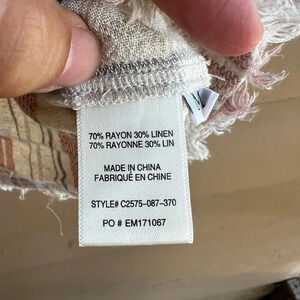 70% RAYON 30% LINEN
70% RAYONNE 30% LIN
MADE IN CHINA
FABRIQUÉ EN CHINE
STYLE# C2575-087-370
PO # EM171067